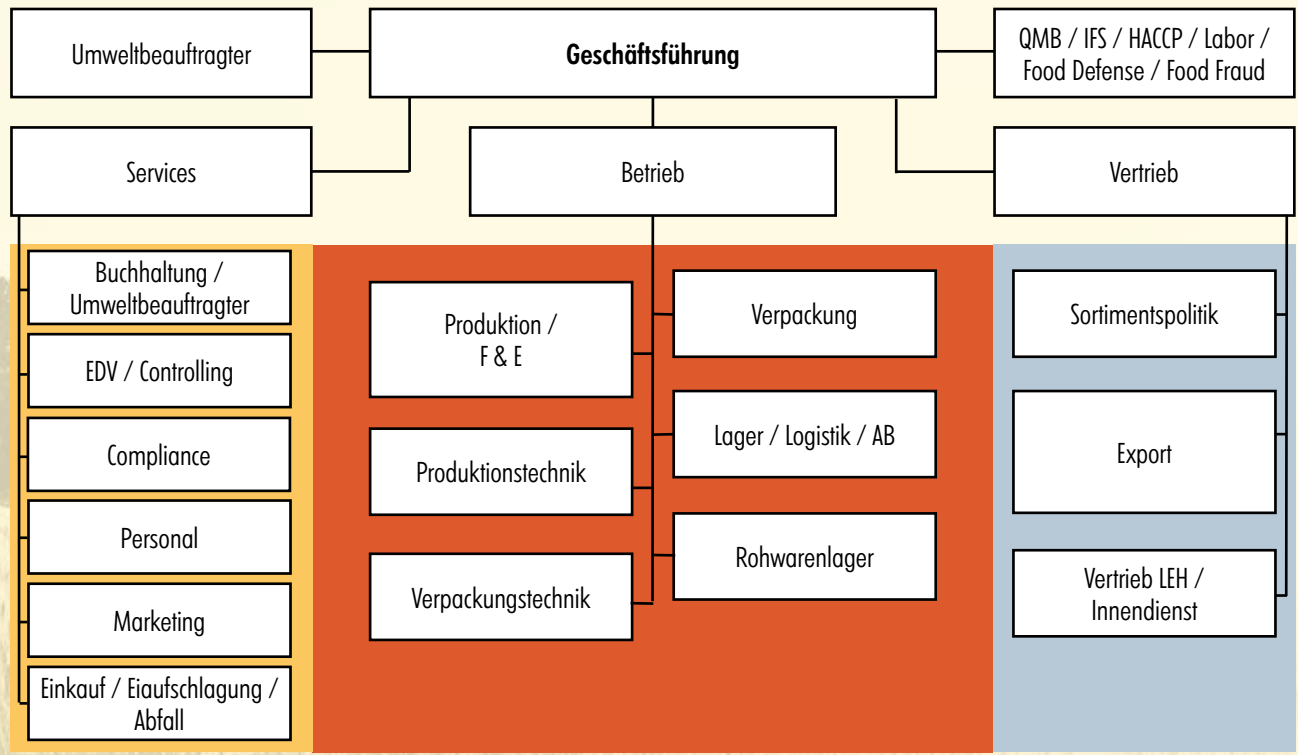 Umweltbeauftragter
Geschäftsführung
QMB / IFS / HACCP / Labor /
Food Defense / Food Fraud
Services
Betrieb
Vertrieb
Buchhaltung /
Umweltbeauftragter
EDV / Controlling
Compliance
Personal
Marketing
Einkauf / Eiaufschlagung /
Abfall
Produktion /
F & E
Produktionstechnik
Verpackungstechnik
Verpackung
Lager / Logistik / AB
Rohwarenlager
Sortimentspolitik
Export
Vertrieb LEH /
Innendienst